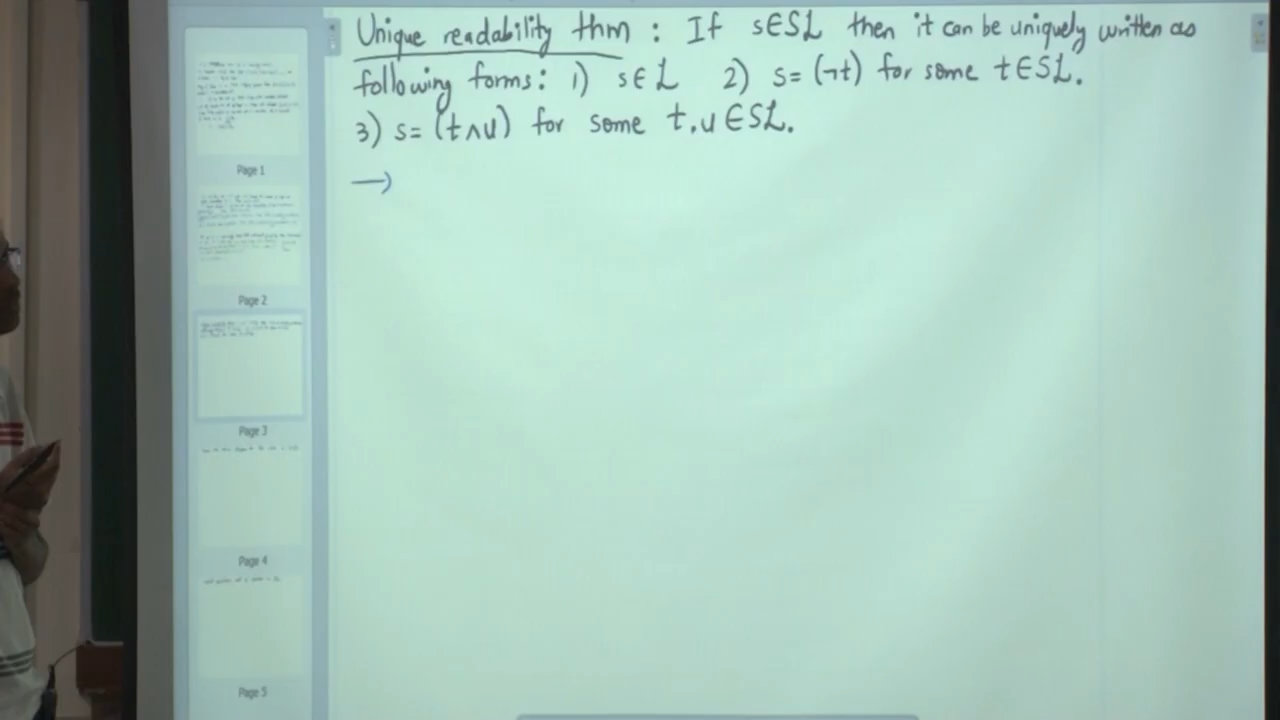 Unique readability thm : If s∈SL then it can be uniquely written as
following forms: 1) s∈L 2) s=(¬t) for some t∈SL.
3) s=(t∧u) for some t,u∈SL.
→
Page 1
Page 2
Page 3
Page 4
Page 5